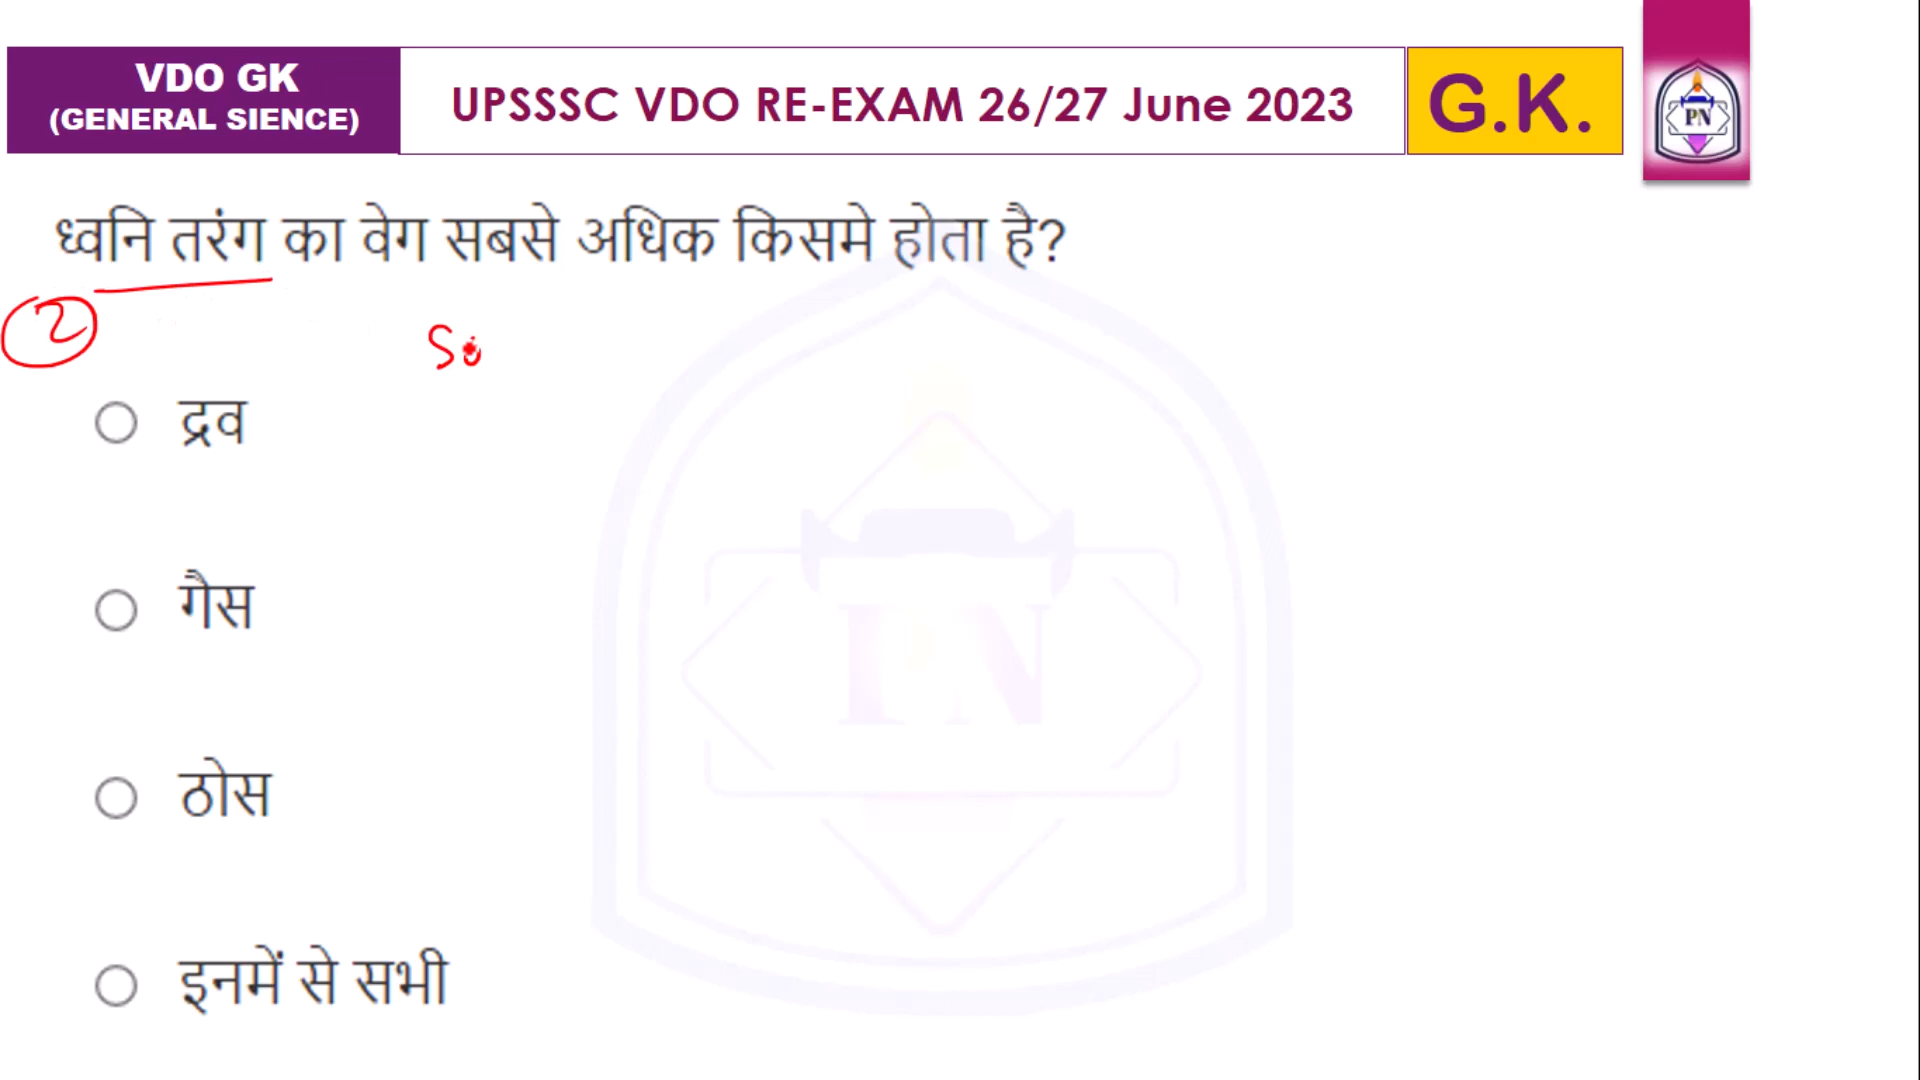 VDO GK
(GENERAL SIENCE)
UPSSSC VDO RE-EXAM 26/27 June 2023
G.K.
PN
ध्वनि तरंग का वेग सबसे अधिक किसमे होता है?
2
So
द्रव
गैस
PN
ठोस
इनमें से सभी